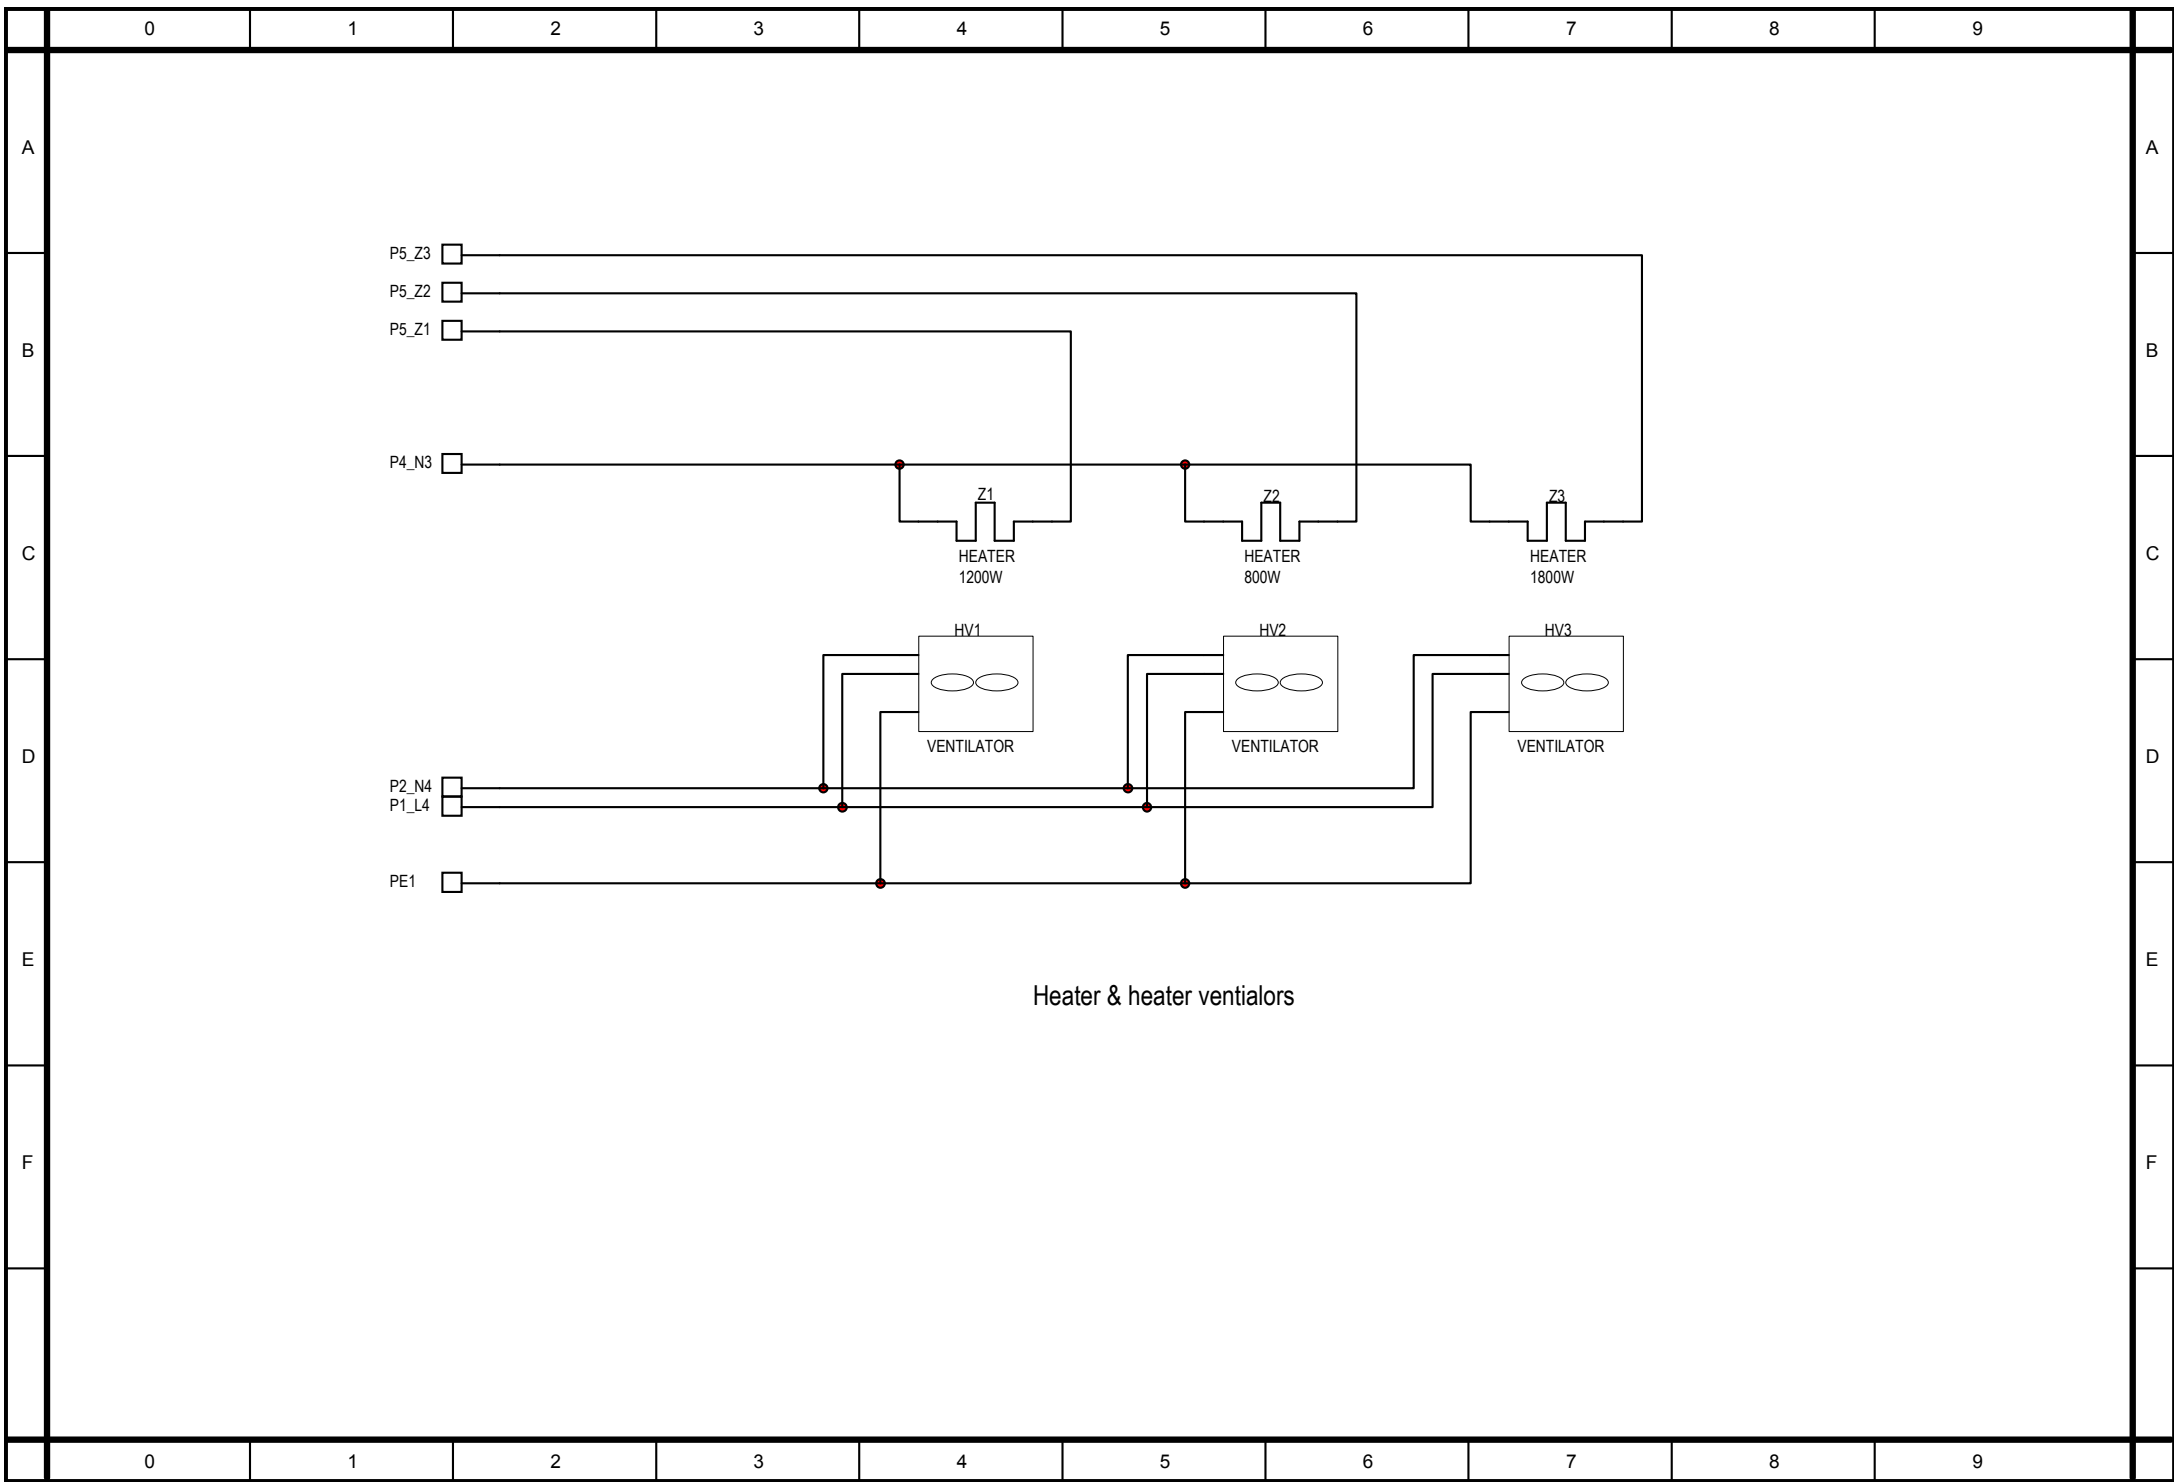 0 1 2 3 4 5 6 7 8 9
A A
P5_Z3
P5_Z2
P5_Z1
B B
P4_N3
Z1 Z2 Z3
C C
HEATER HEATER HEATER
1200W 800W 1800W
HV1 HV2 HV3
VENTILATOR VENTILATOR VENTILATOR
D D
P2_N4
P1_L4
PE1
E E
Heater & heater ventialors
F F
0 1 2 3 4 5 6 7 8 9